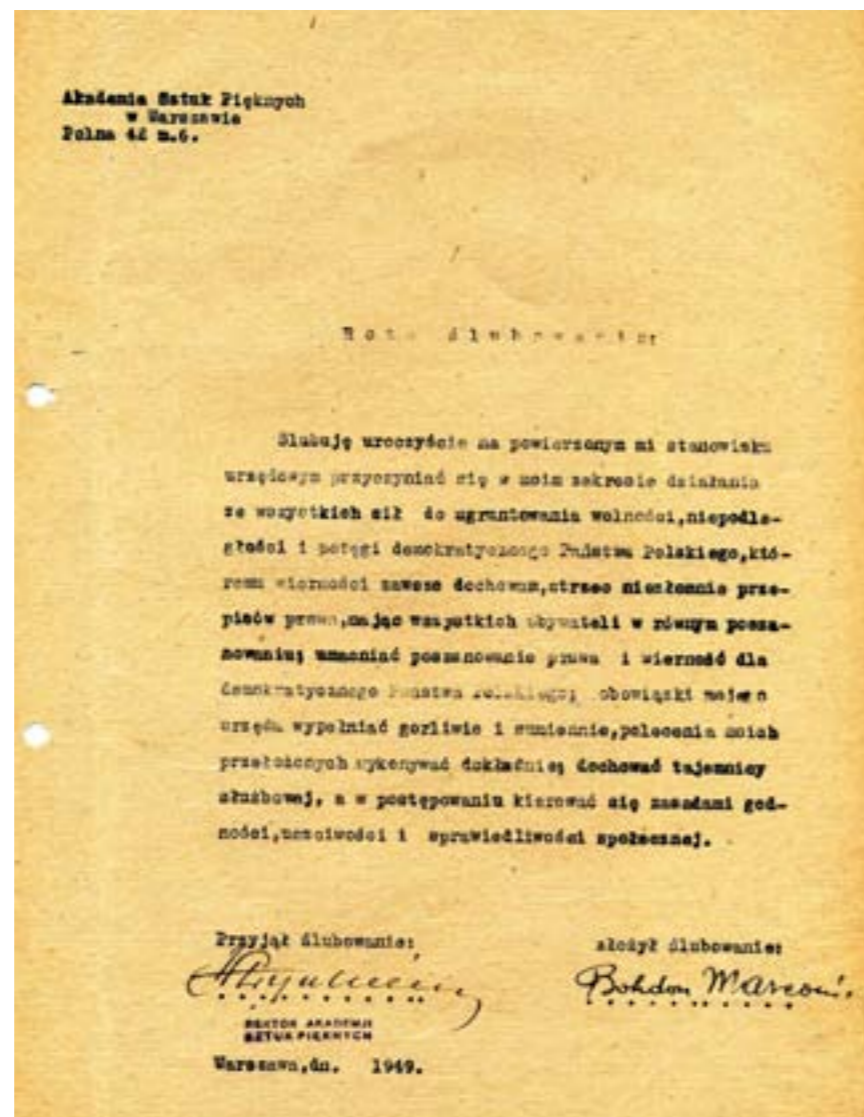 Akademia Sztuk Pięknych
w Warszawie
Polna 42 m.6.
Rota ślubowania:
Ślubuję uroczyście na powierzonym mi stanowisku
urzędowym przyczyniać się w moim zakresie działania
ze wszystkich sił do ugruntowania wolności,niepodle-
głości i potęgi demokratycznego Państwa Polskiego,któ-
remu wierności zawsze dochowam,strzec niezłomnie prze-
pisów prawa,mając wszystkich obywateli w równym posza-
nowaniu; umacniać poszanowanie prawa i wierność dla
demokratycznego Państwa Polskiego; obowiązki mojego
urzędu wypełniać gorliwie i sumiennie,polecenia moich
przełożonych wykonywać dokładnie; dochować tajemnicy
służbowej, a w postępowaniu kierować się zasadami god-
ności,uczciwości i sprawiedliwości społecznej.
Przyjął ślubowanie:
złożył ślubowanie:
Bohdan Marconi.
REKTOR AKADEMJI
SZTUK PIĘKNYCH
Warszawa,dn. 1949.